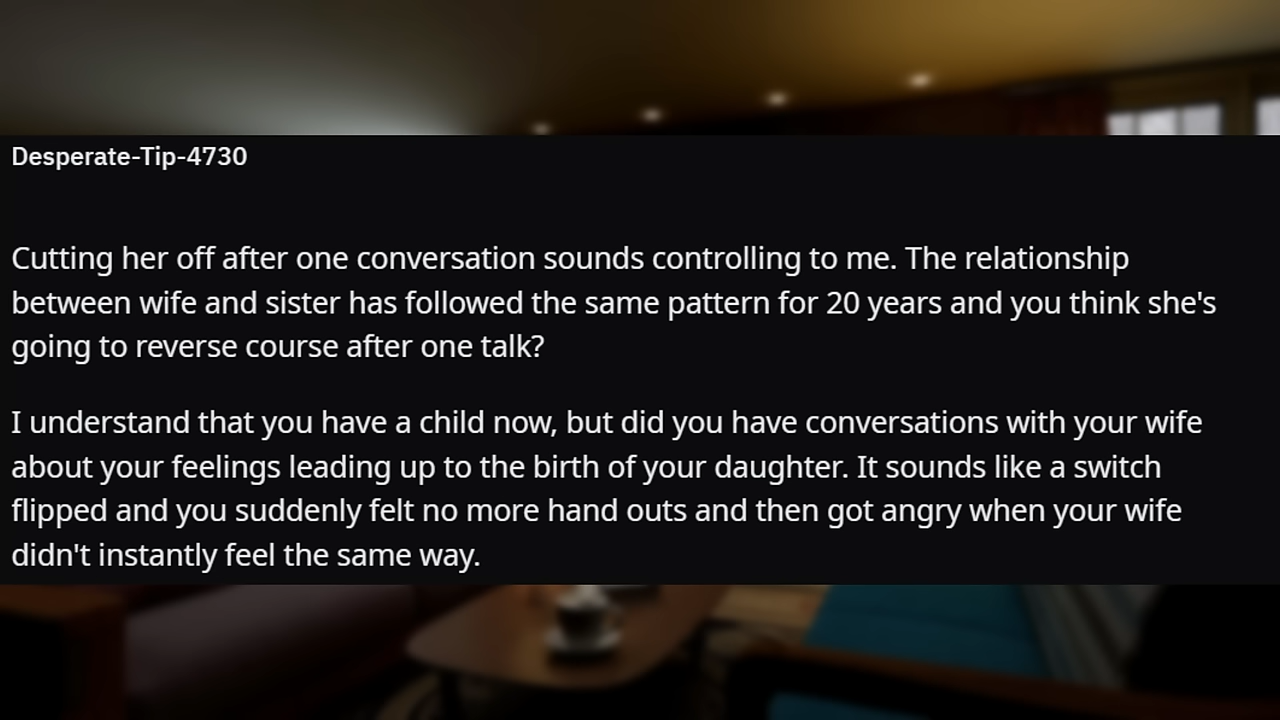 Desperate-Tip-4730
Cutting her off after one conversation sounds controlling to me. The relationship
between wife and sister has followed the same pattern for 20 years and you think she's
going to reverse course after one talk?
I understand that you have a child now, but did you have conversations with your wife
about your feelings leading up to the birth of your daughter. It sounds like a switch
flipped and you suddenly felt no more hand outs and then got angry when your wife
didn't instantly feel the same way.